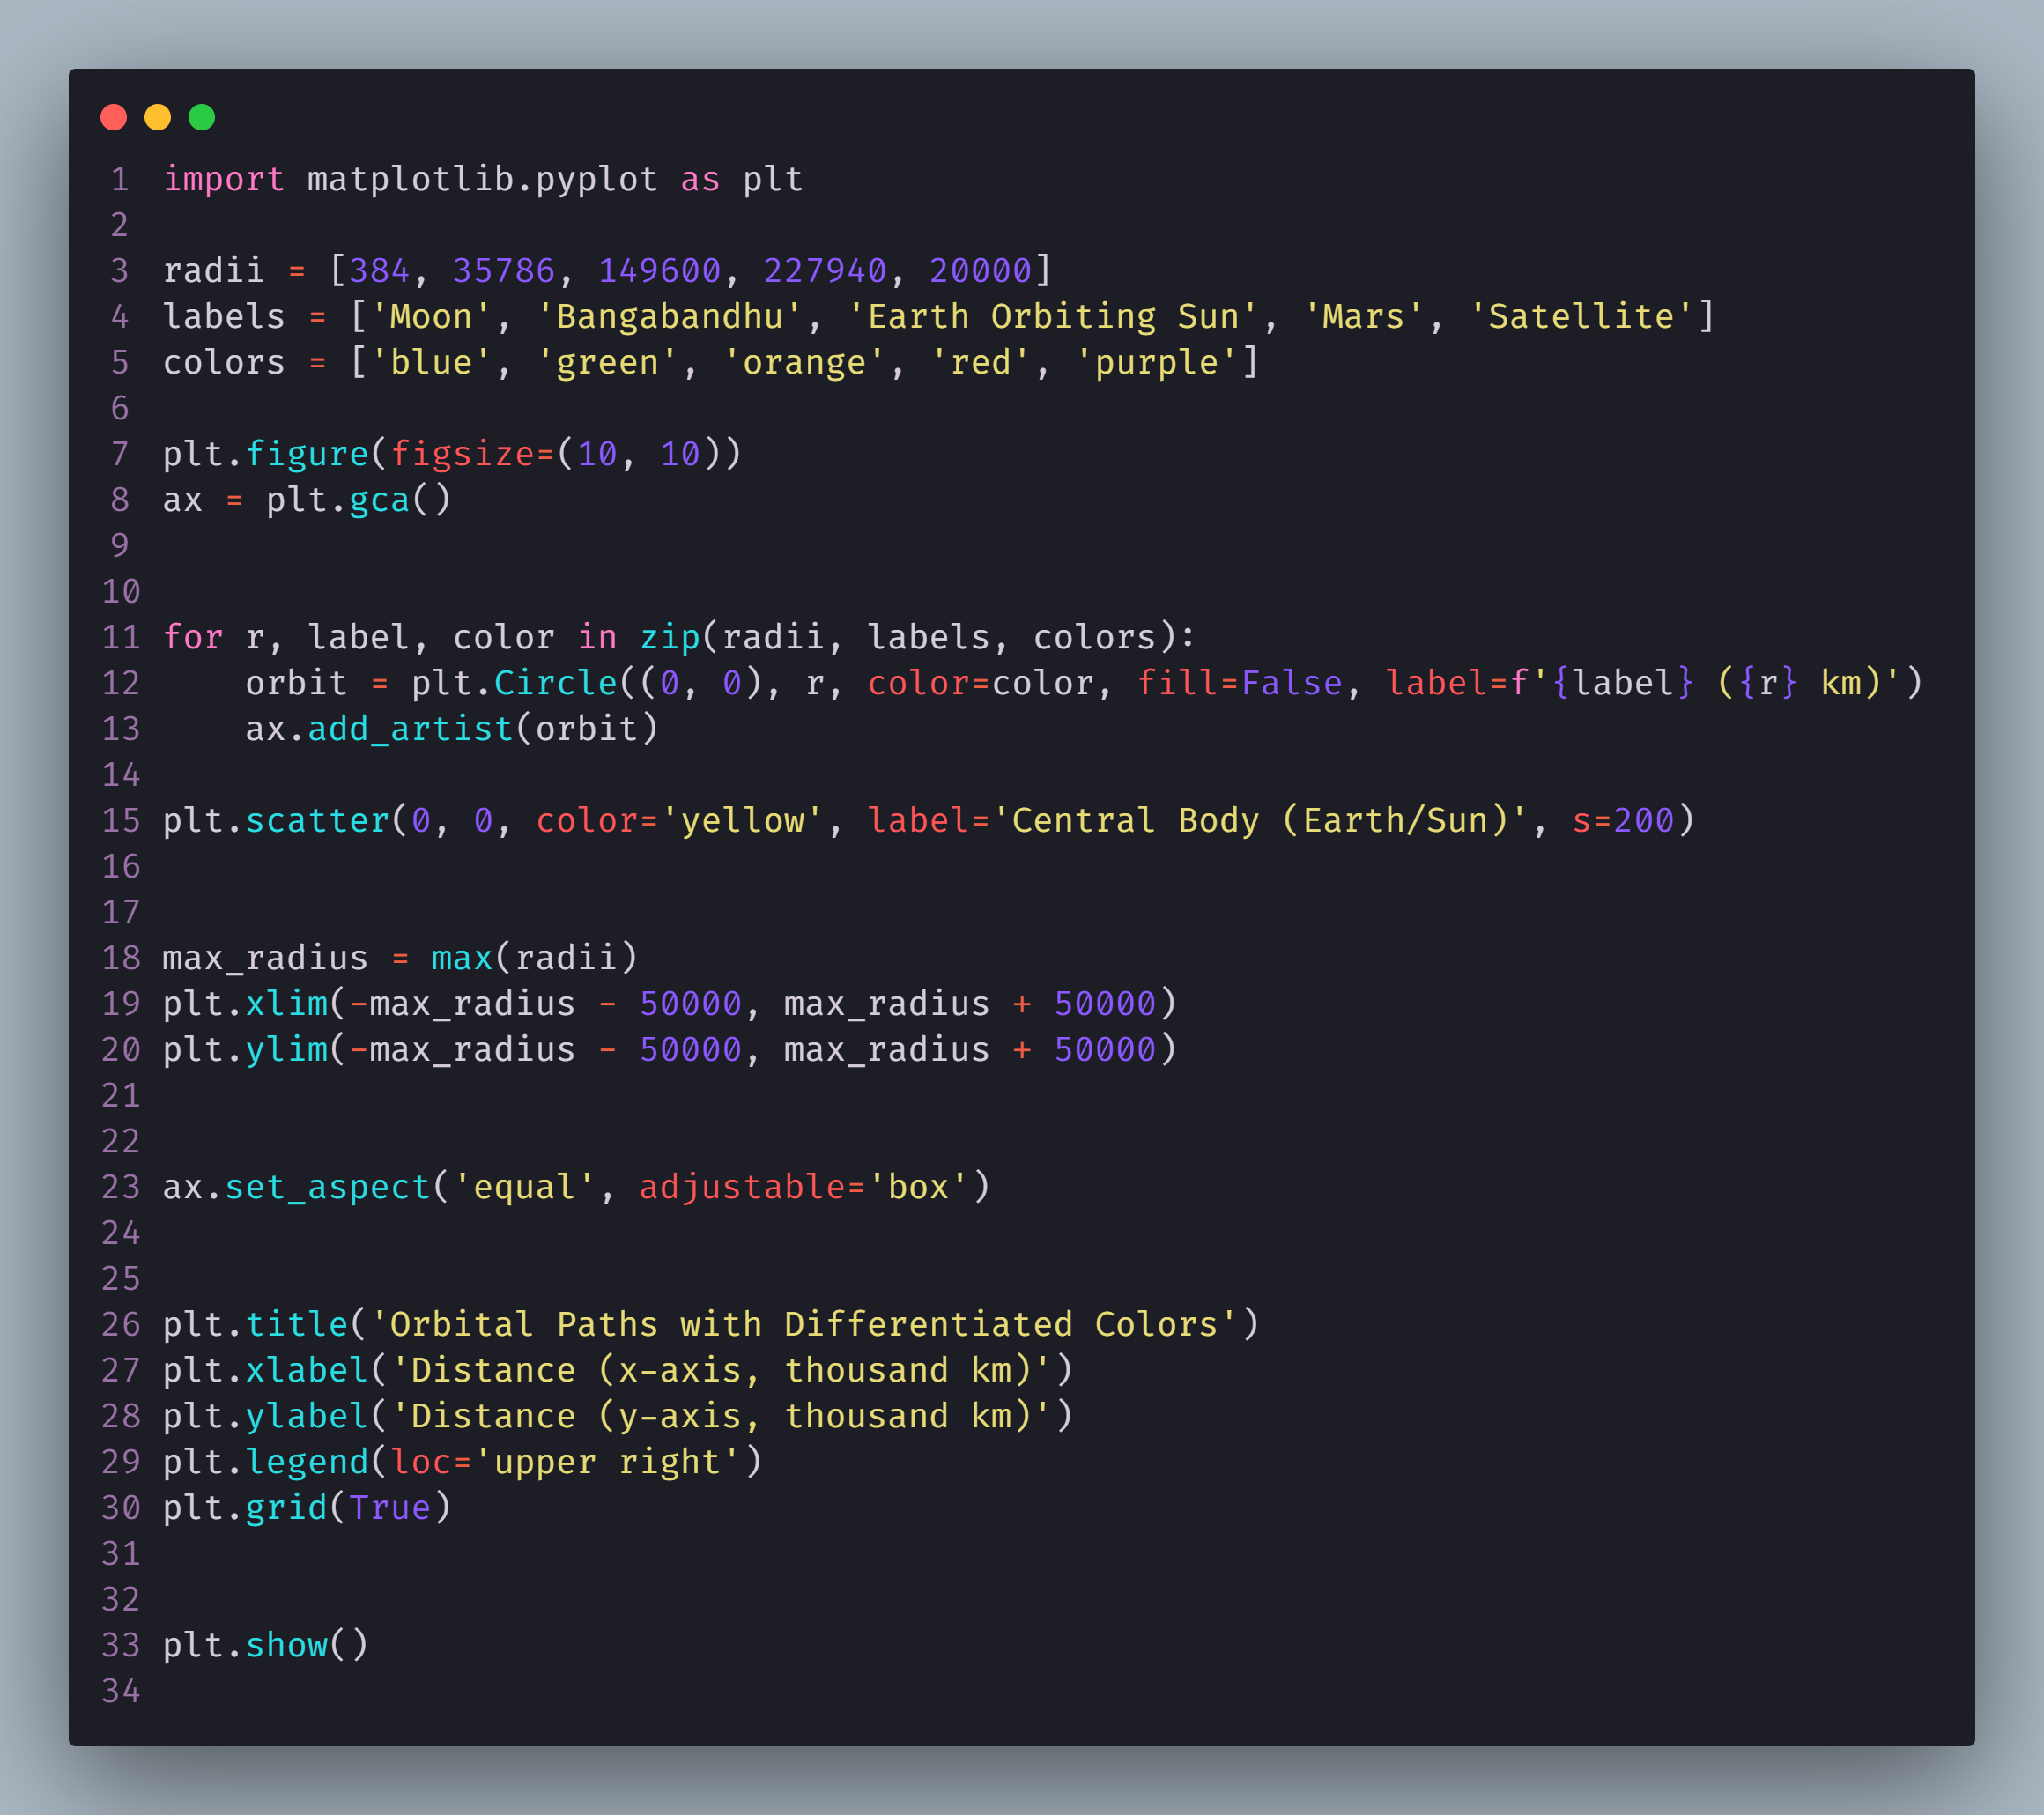 1 import matplotlib.pyplot as plt
2
3 radii = [384, 35786, 149600, 227940, 20000]
4 labels = ['Moon', 'Bangabandhu', 'Earth Orbiting Sun', 'Mars', 'Satellite']
5 colors = ['blue', 'green', 'orange', 'red', 'purple']
6
7 plt.figure(figsize=(10, 10))
8 ax = plt.gca()
9
10
11 for r, label, color in zip(radii, labels, colors):
12     orbit = plt.Circle((0, 0), r, color=color, fill=False, label=f'{label} ({r} km)')
13     ax.add_artist(orbit)
14
15 plt.scatter(0, 0, color='yellow', label='Central Body (Earth/Sun)', s=200)
16
17
18 max_radius = max(radii)
19 plt.xlim(-max_radius - 50000, max_radius + 50000)
20 plt.ylim(-max_radius - 50000, max_radius + 50000)
21
22
23 ax.set_aspect('equal', adjustable='box')
24
25
26 plt.title('Orbital Paths with Differentiated Colors')
27 plt.xlabel('Distance (x-axis, thousand km)')
28 plt.ylabel('Distance (y-axis, thousand km)')
29 plt.legend(loc='upper right')
30 plt.grid(True)
31
32
33 plt.show()
34